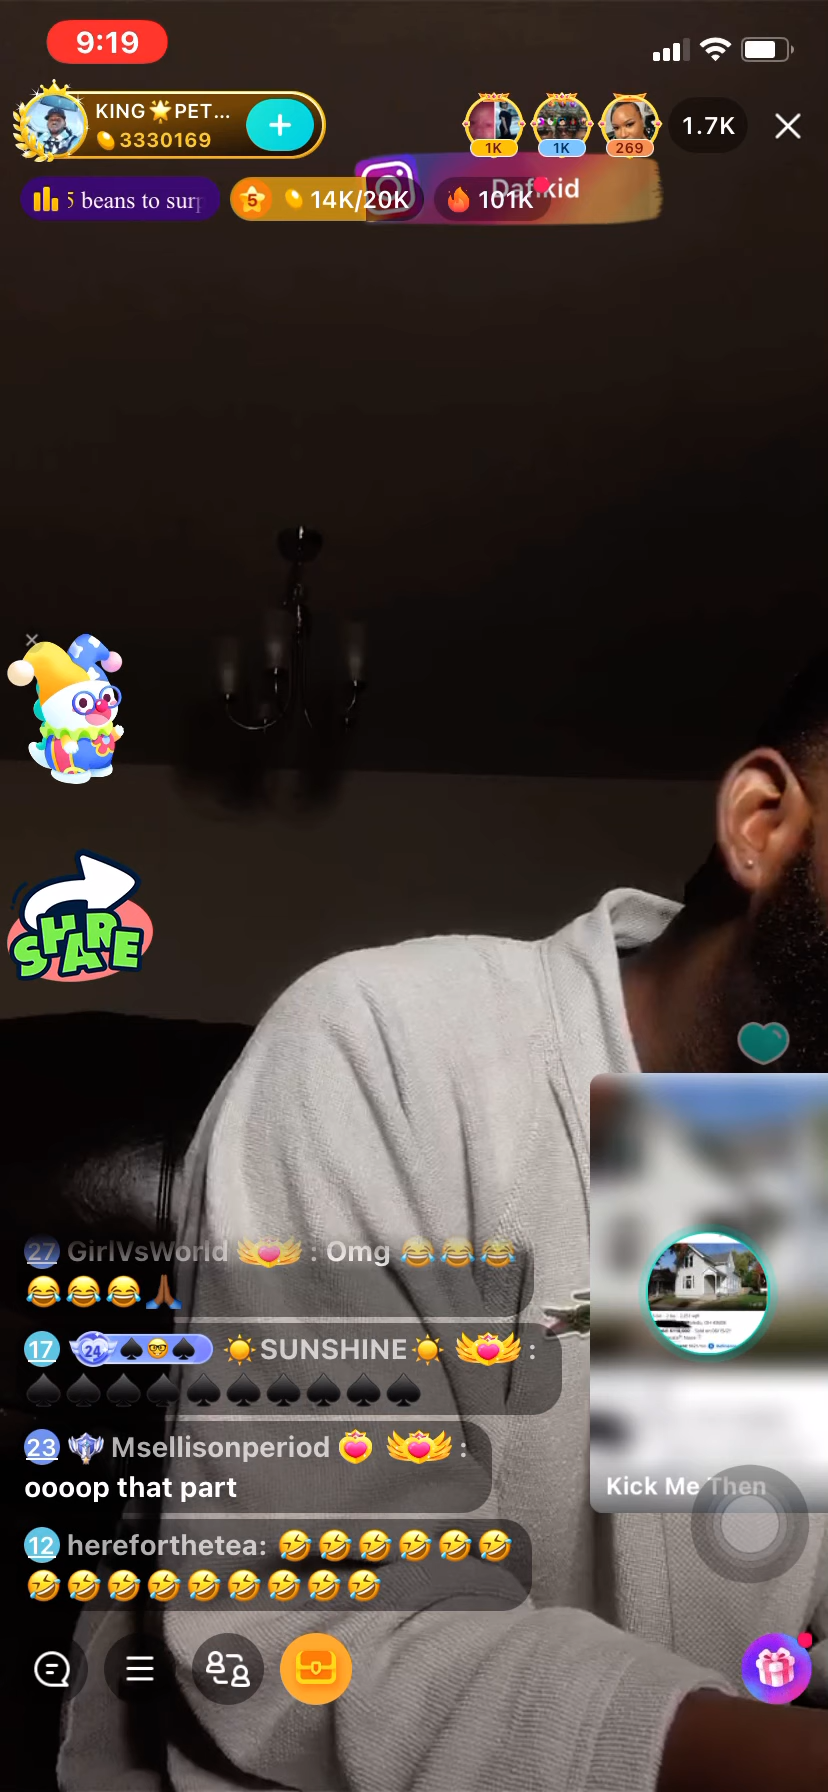 9:19
KING🌟PET...
3330169
1K
1K
269
1.7K
5 beans to surp
5
14K/20K
101K
SHARE
27 GirlVsWorld : Omg 😂😂😂
😂😂😂🙏🏾
17 24 ♠️🤓♠️ ☀️SUNSHINE☀️ :
♠️♠️♠️♠️♠️♠️♠️♠️♠️♠️
23 Msellisonperiod :
oooop that part
12 hereforthetea: 🤣🤣🤣🤣🤣🤣
🤣🤣🤣🤣🤣🤣🤣🤣🤣
Kick Me Then